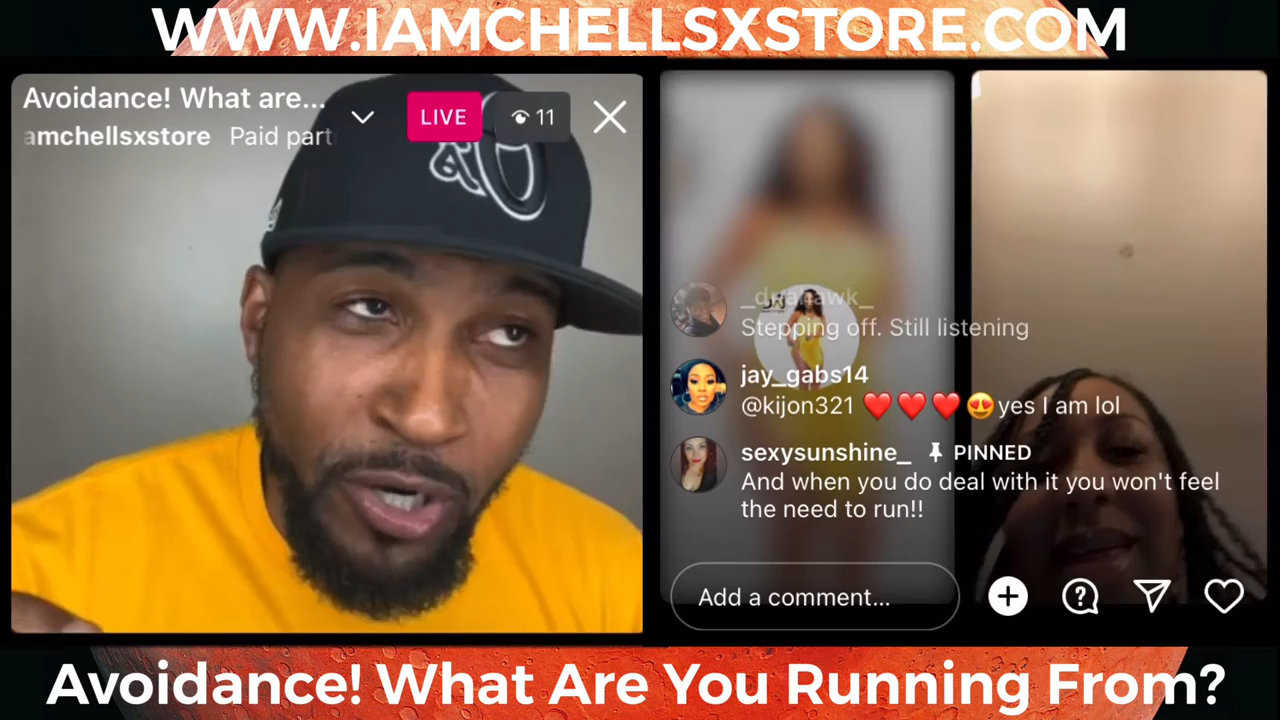 WWW.IAMCHELLSXSTORE.COM
Avoidance! What are...
amchellsxstore Paid part
LIVE
11
Stepping off. Still listening
jay_gabs14
@kijon321 ❤️❤️❤️😍yes I am lol
sexysunshine_ PINNED
And when you do deal with it you won't feel
the need to run!!
Add a comment...
Avoidance! What Are You Running From?